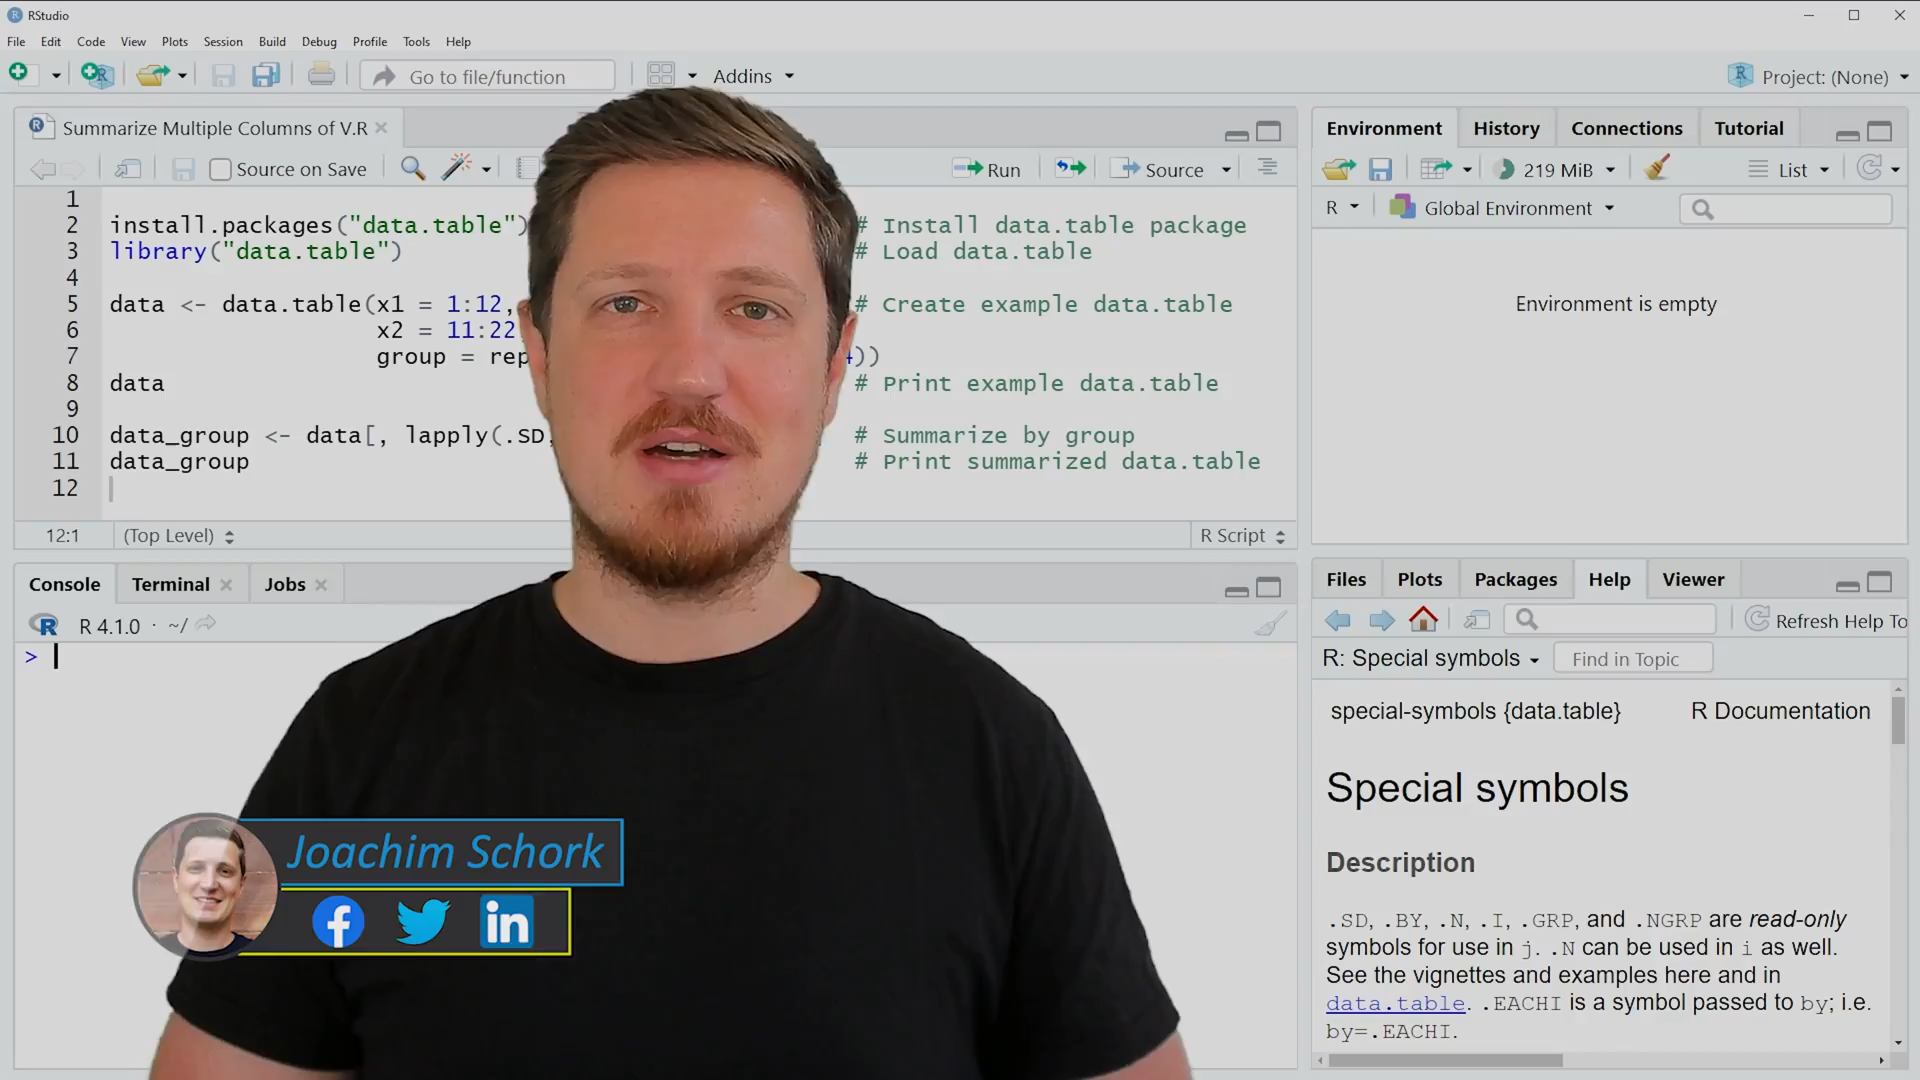 RStudio
File Edit Code View Plots Session Build Debug Profile Tools Help
Go to file/function Addins Project: (None)
Summarize Multiple Columns of V.R
Source on Save Run Source
1
2 install.packages("data.table") # Install data.table package
3 library("data.table") # Load data.table
4
5 data <- data.table(x1 = 1:12, # Create example data.table
6 x2 = 11:22
7 group = rep 4))
8 data # Print example data.table
9
10 data_group <- data[, lapply(.SD, # Summarize by group
11 data_group # Print summarized data.table
12
12:1 (Top Level) R Script
Console Terminal Jobs
R 4.1.0 · ~/
>
Joachim Schork
f in
Environment History Connections Tutorial
219 MiB List
R Global Environment
Environment is empty
Files Plots Packages Help Viewer
Refresh Help To
R: Special symbols Find in Topic
special-symbols {data.table} R Documentation
Special symbols
Description
.SD, .BY, .N, .I, .GRP, and .NGRP are read-only
symbols for use in j. .N can be used in i as well.
See the vignettes and examples here and in
data.table. .EACHI is a symbol passed to by; i.e.
by=.EACHI.